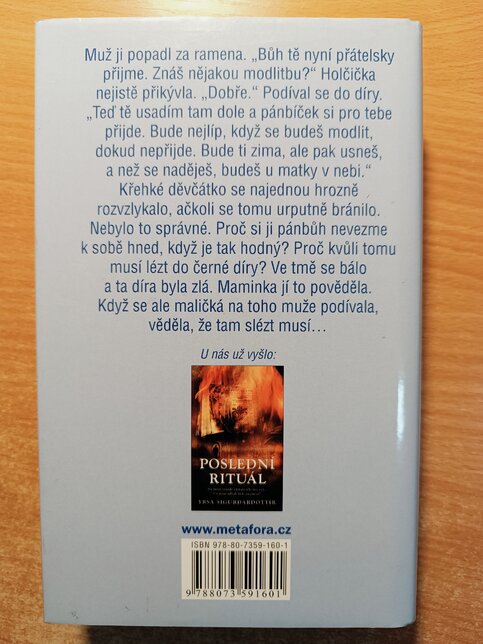 Muž ji popadl za ramena. „Bůh tě nyní přátelsky
přijme. Znáš nějakou modlitbu?“ Holčička
nejistě přikývla. „Dobře.“ Podíval se do díry.
„Teď tě usadím tam dole a pánbíček si pro tebe
přijde. Bude nejlíp, když se budeš modlit,
dokud nepřijde. Bude ti zima, ale pak usneš,
a než se naděješ, budeš u matky v nebi.“
Křehké děvčátko se najednou hrozně
rozvzlykalo, ačkoli se tomu urputně bránilo.
Nebylo to správné. Proč si ji pánbůh nevezme
k sobě hned, když je tak hodný? Proč kvůli tomu
musí lézt do černé díry? Ve tmě se bálo
a ta díra byla zlá. Maminka jí to pověděla.
Když se ale maličká na toho muže podívala,
věděla, že tam slézt musí...
U nás už vyšlo:
POSLEDNÍ
RITUÁL
YRSA SIGURDARDÓTTIR
www.metafora.cz
ISBN 978-80-7359-160-1
9 788073 591601